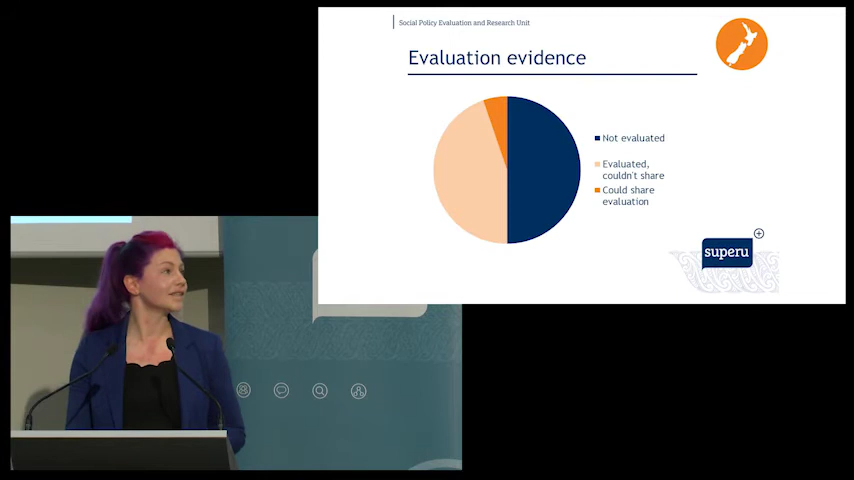 Social Policy Evaluation and Research Unit
Evaluation evidence
Not evaluated
Evaluated,
couldn't share
Could share
evaluation
superu